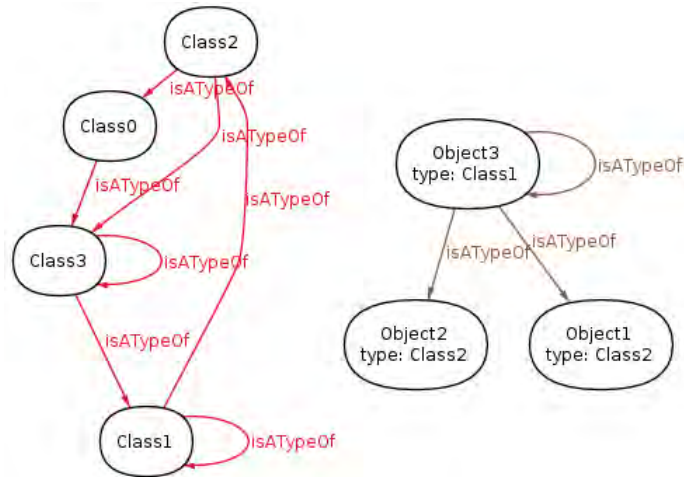 Class2
isATypeOf
Class0
isATypeOf
isATypeOf
isATypeOf
Class3
isATypeOf
isATypeOf
Class1
isATypeOf
Object3
type: Class1
isATypeOf
isATypeOf
isATypeOf
Object2
type: Class2
Object1
type: Class2